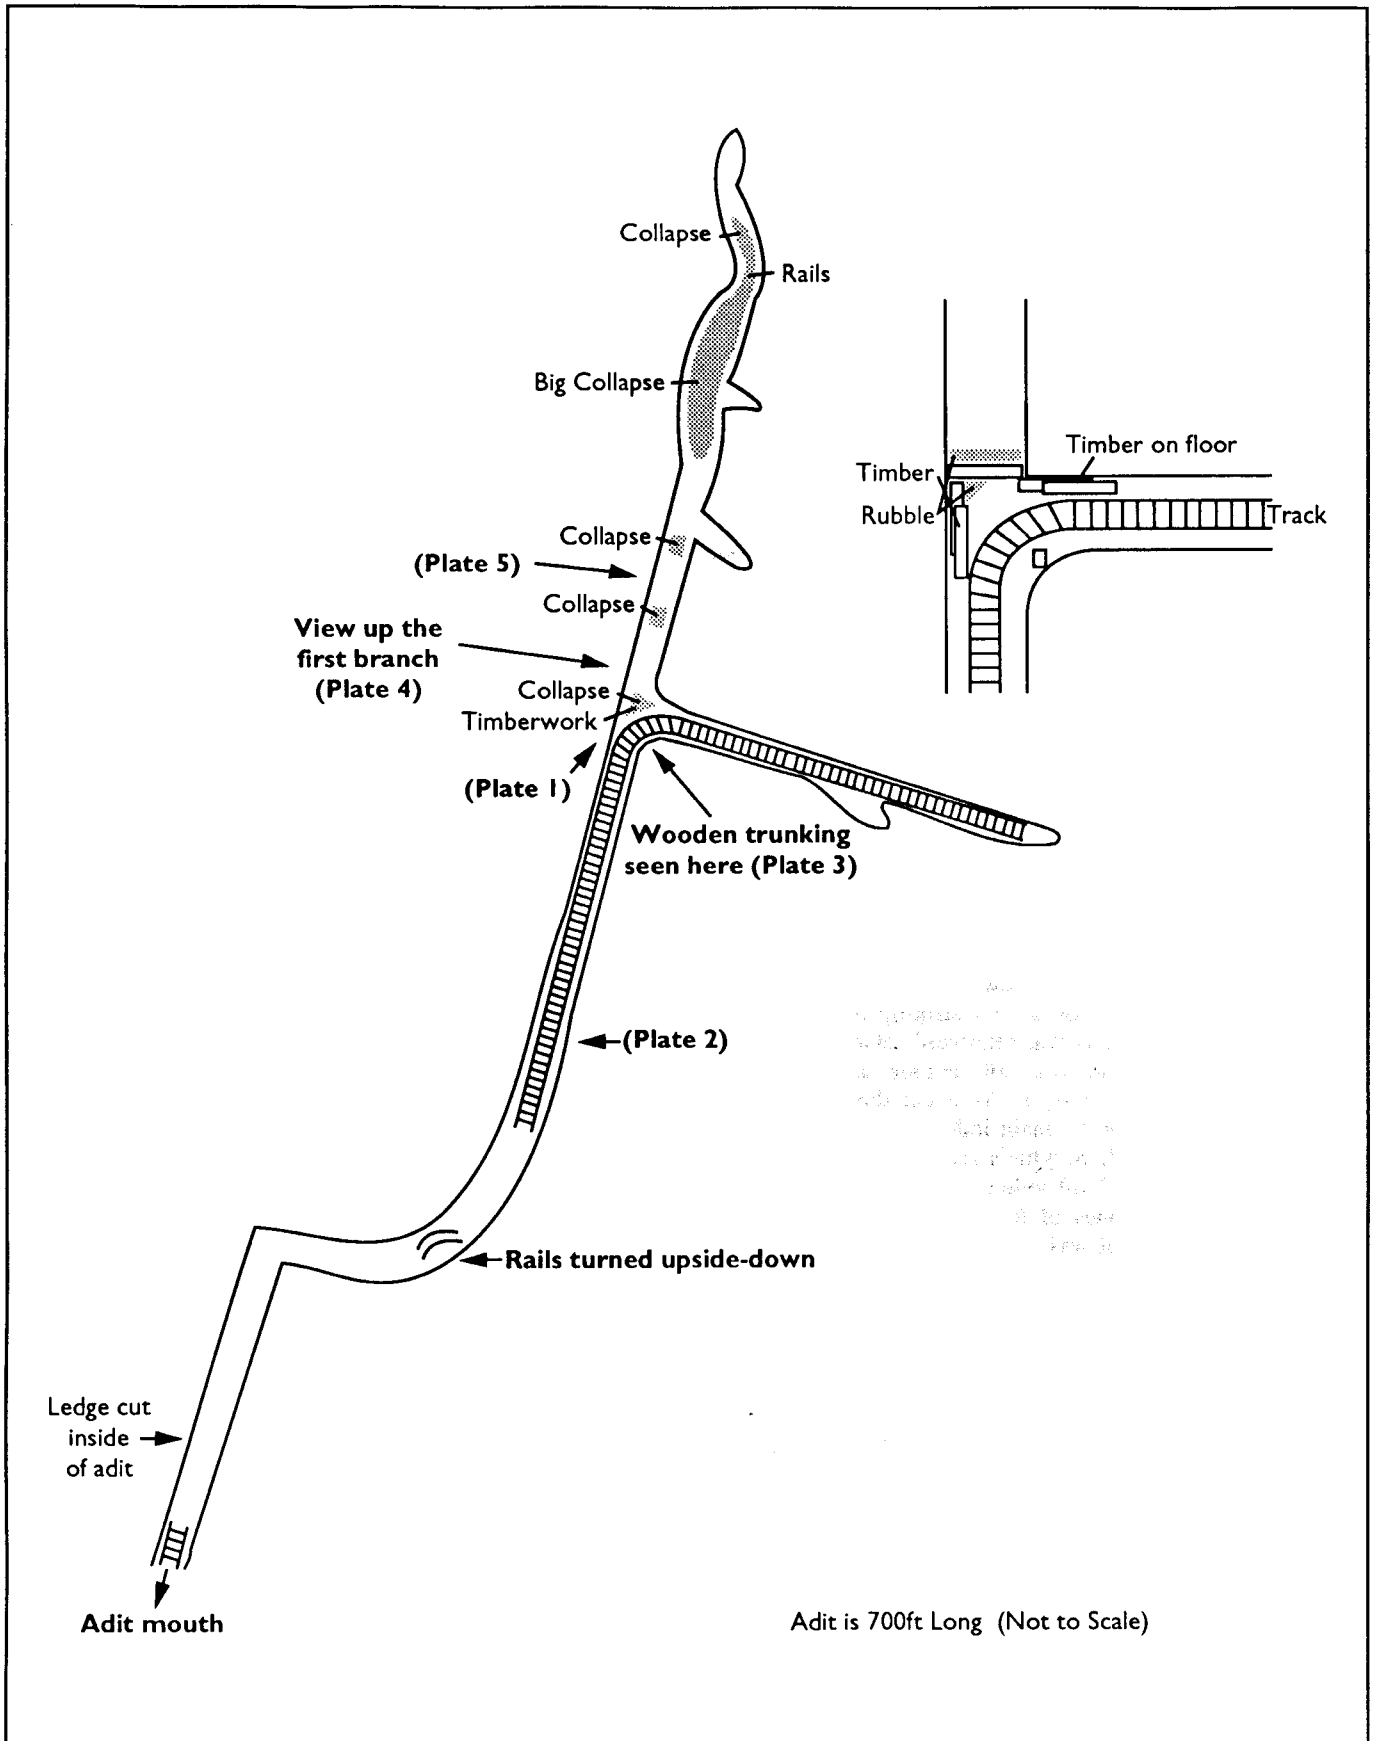 Collapse
Rails
Big Collapse
Timber on floor
Timber
Rubble
Track
Collapse
(Plate 5)
Collapse
View up the
first branch
(Plate 4)
Collapse
Timberwork
(Plate 1)
Wooden trunking
seen here (Plate 3)
(Plate 2)
Rails turned upside-down
Ledge cut
inside
of adit
Adit mouth
Adit is 700ft Long (Not to Scale)